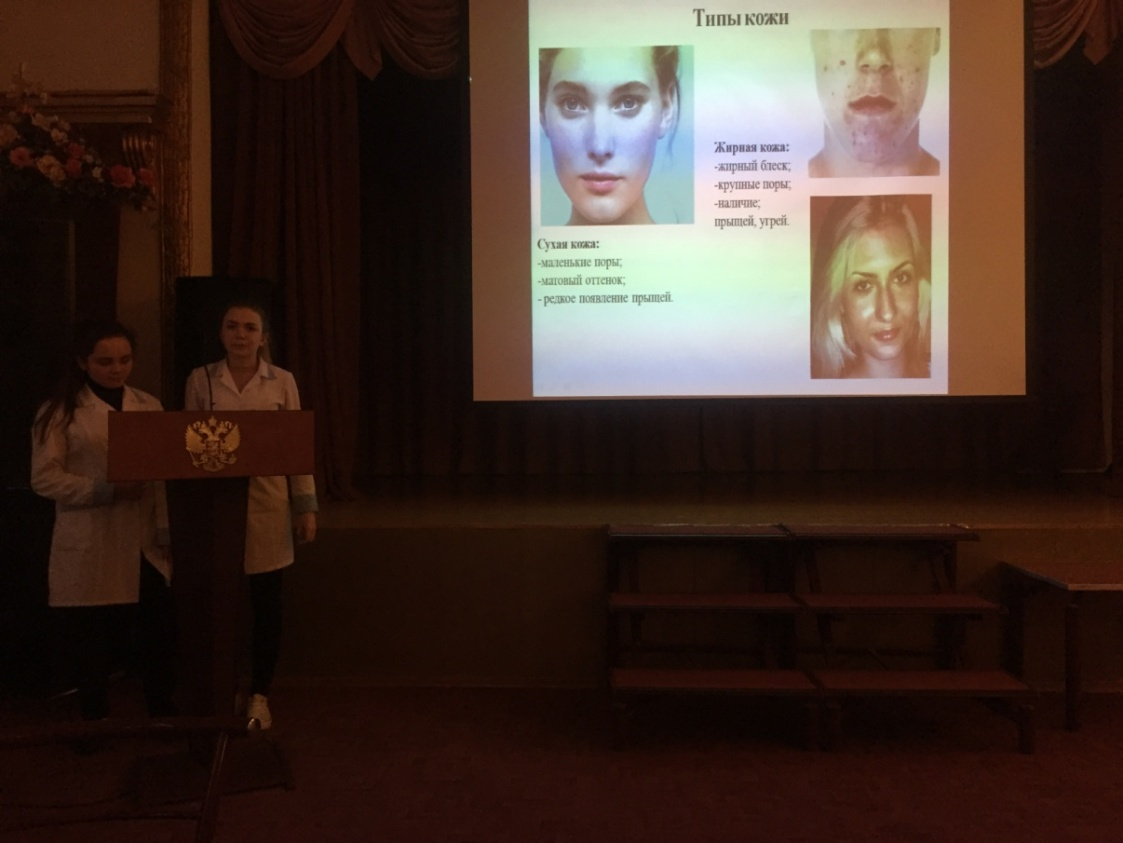 Типы кожи
Жирная кожа:
-жирный блеск;
-крупные поры;
-наличие;
прыщей, угрей.
Сухая кожа:
-маленькие поры;
-матовый оттенок;
- редкое появление прыщей.